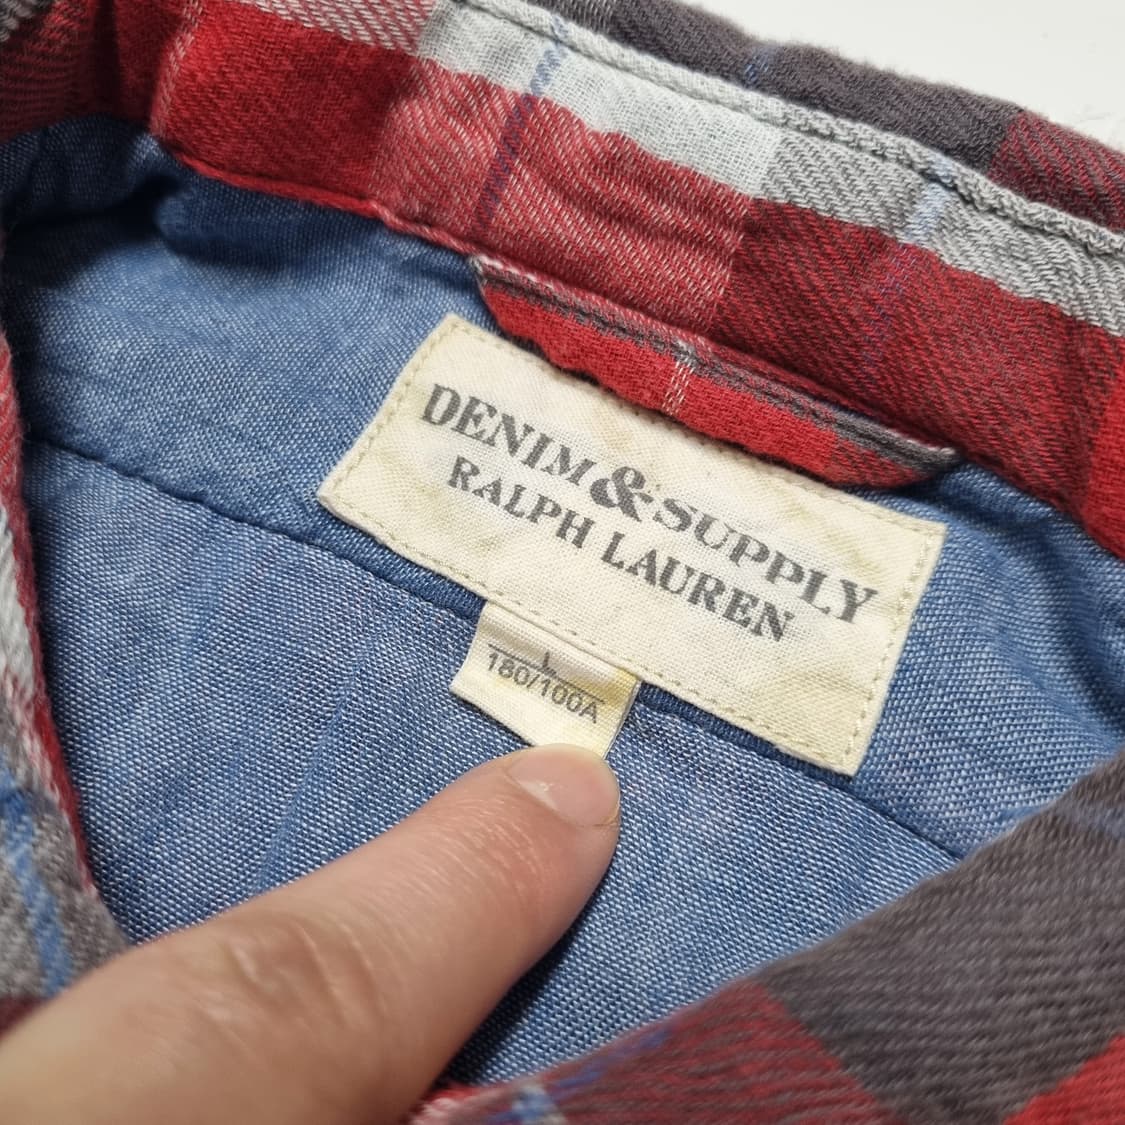 DENIM & SUPPLY
RALPH LAUREN
L
180/100A